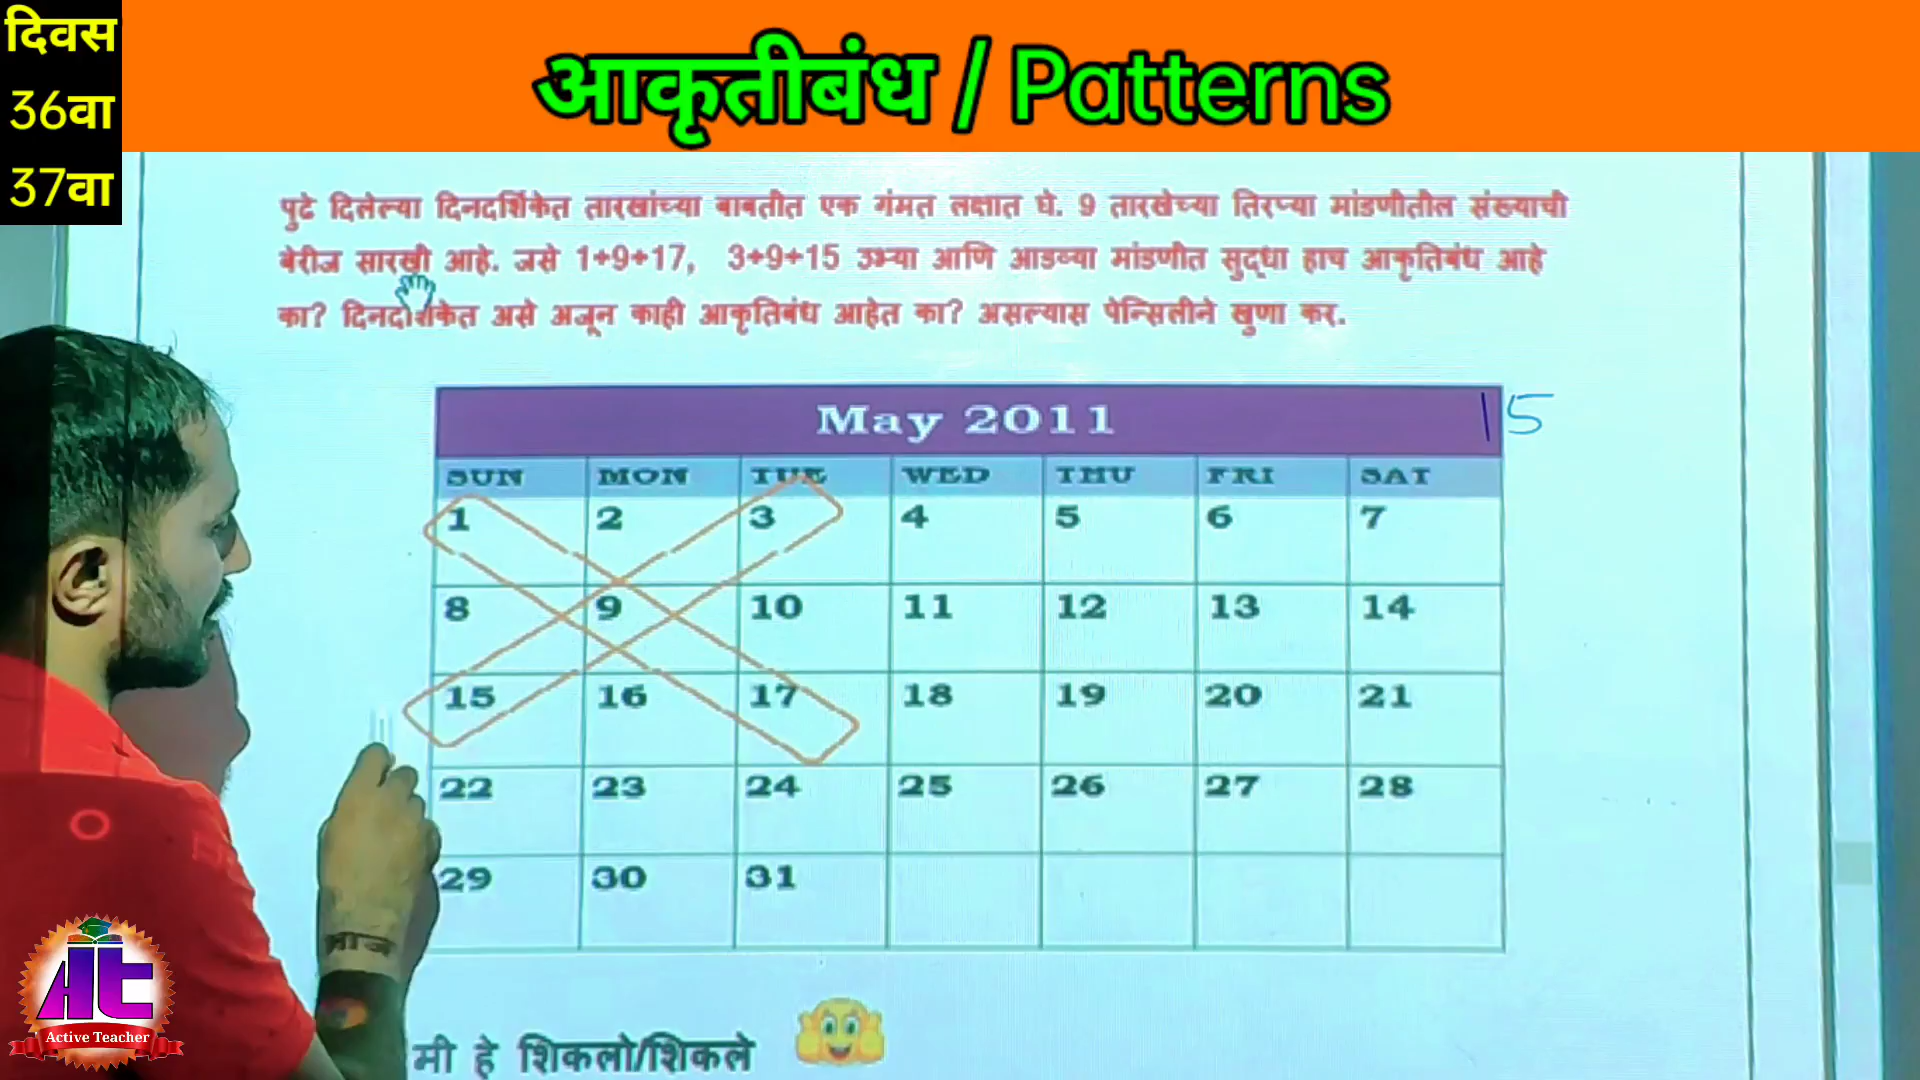 दिवस
36वा
37वा
आकृतीबंध / Patterns
पुढे दिलेल्या दिनदर्शिकेत तारखांच्या बाबतीत एक गंमत लक्षात घे. 9 तारखेच्या तिरप्या मांडणीतील संख्याची
बेरीज सारखी आहे. जसे 1+9+17, 3+9+15 उभ्या आणि आडव्या मांडणीत सुद्धा हाच आकृतिबंध आहे
का? दिनदर्शिकेत असे अजून काही आकृतिबंध आहेत का? असल्यास पेन्सिलीने खुणा कर.
May 2011
15
SUN MON TUE WED THU FRI SAT
1 2 3 4 5 6 7
8 9 10 11 12 13 14
15 16 17 18 19 20 21
22 23 24 25 26 27 28
29 30 31
मी हे शिकलो/शिकले
At
Active Teacher